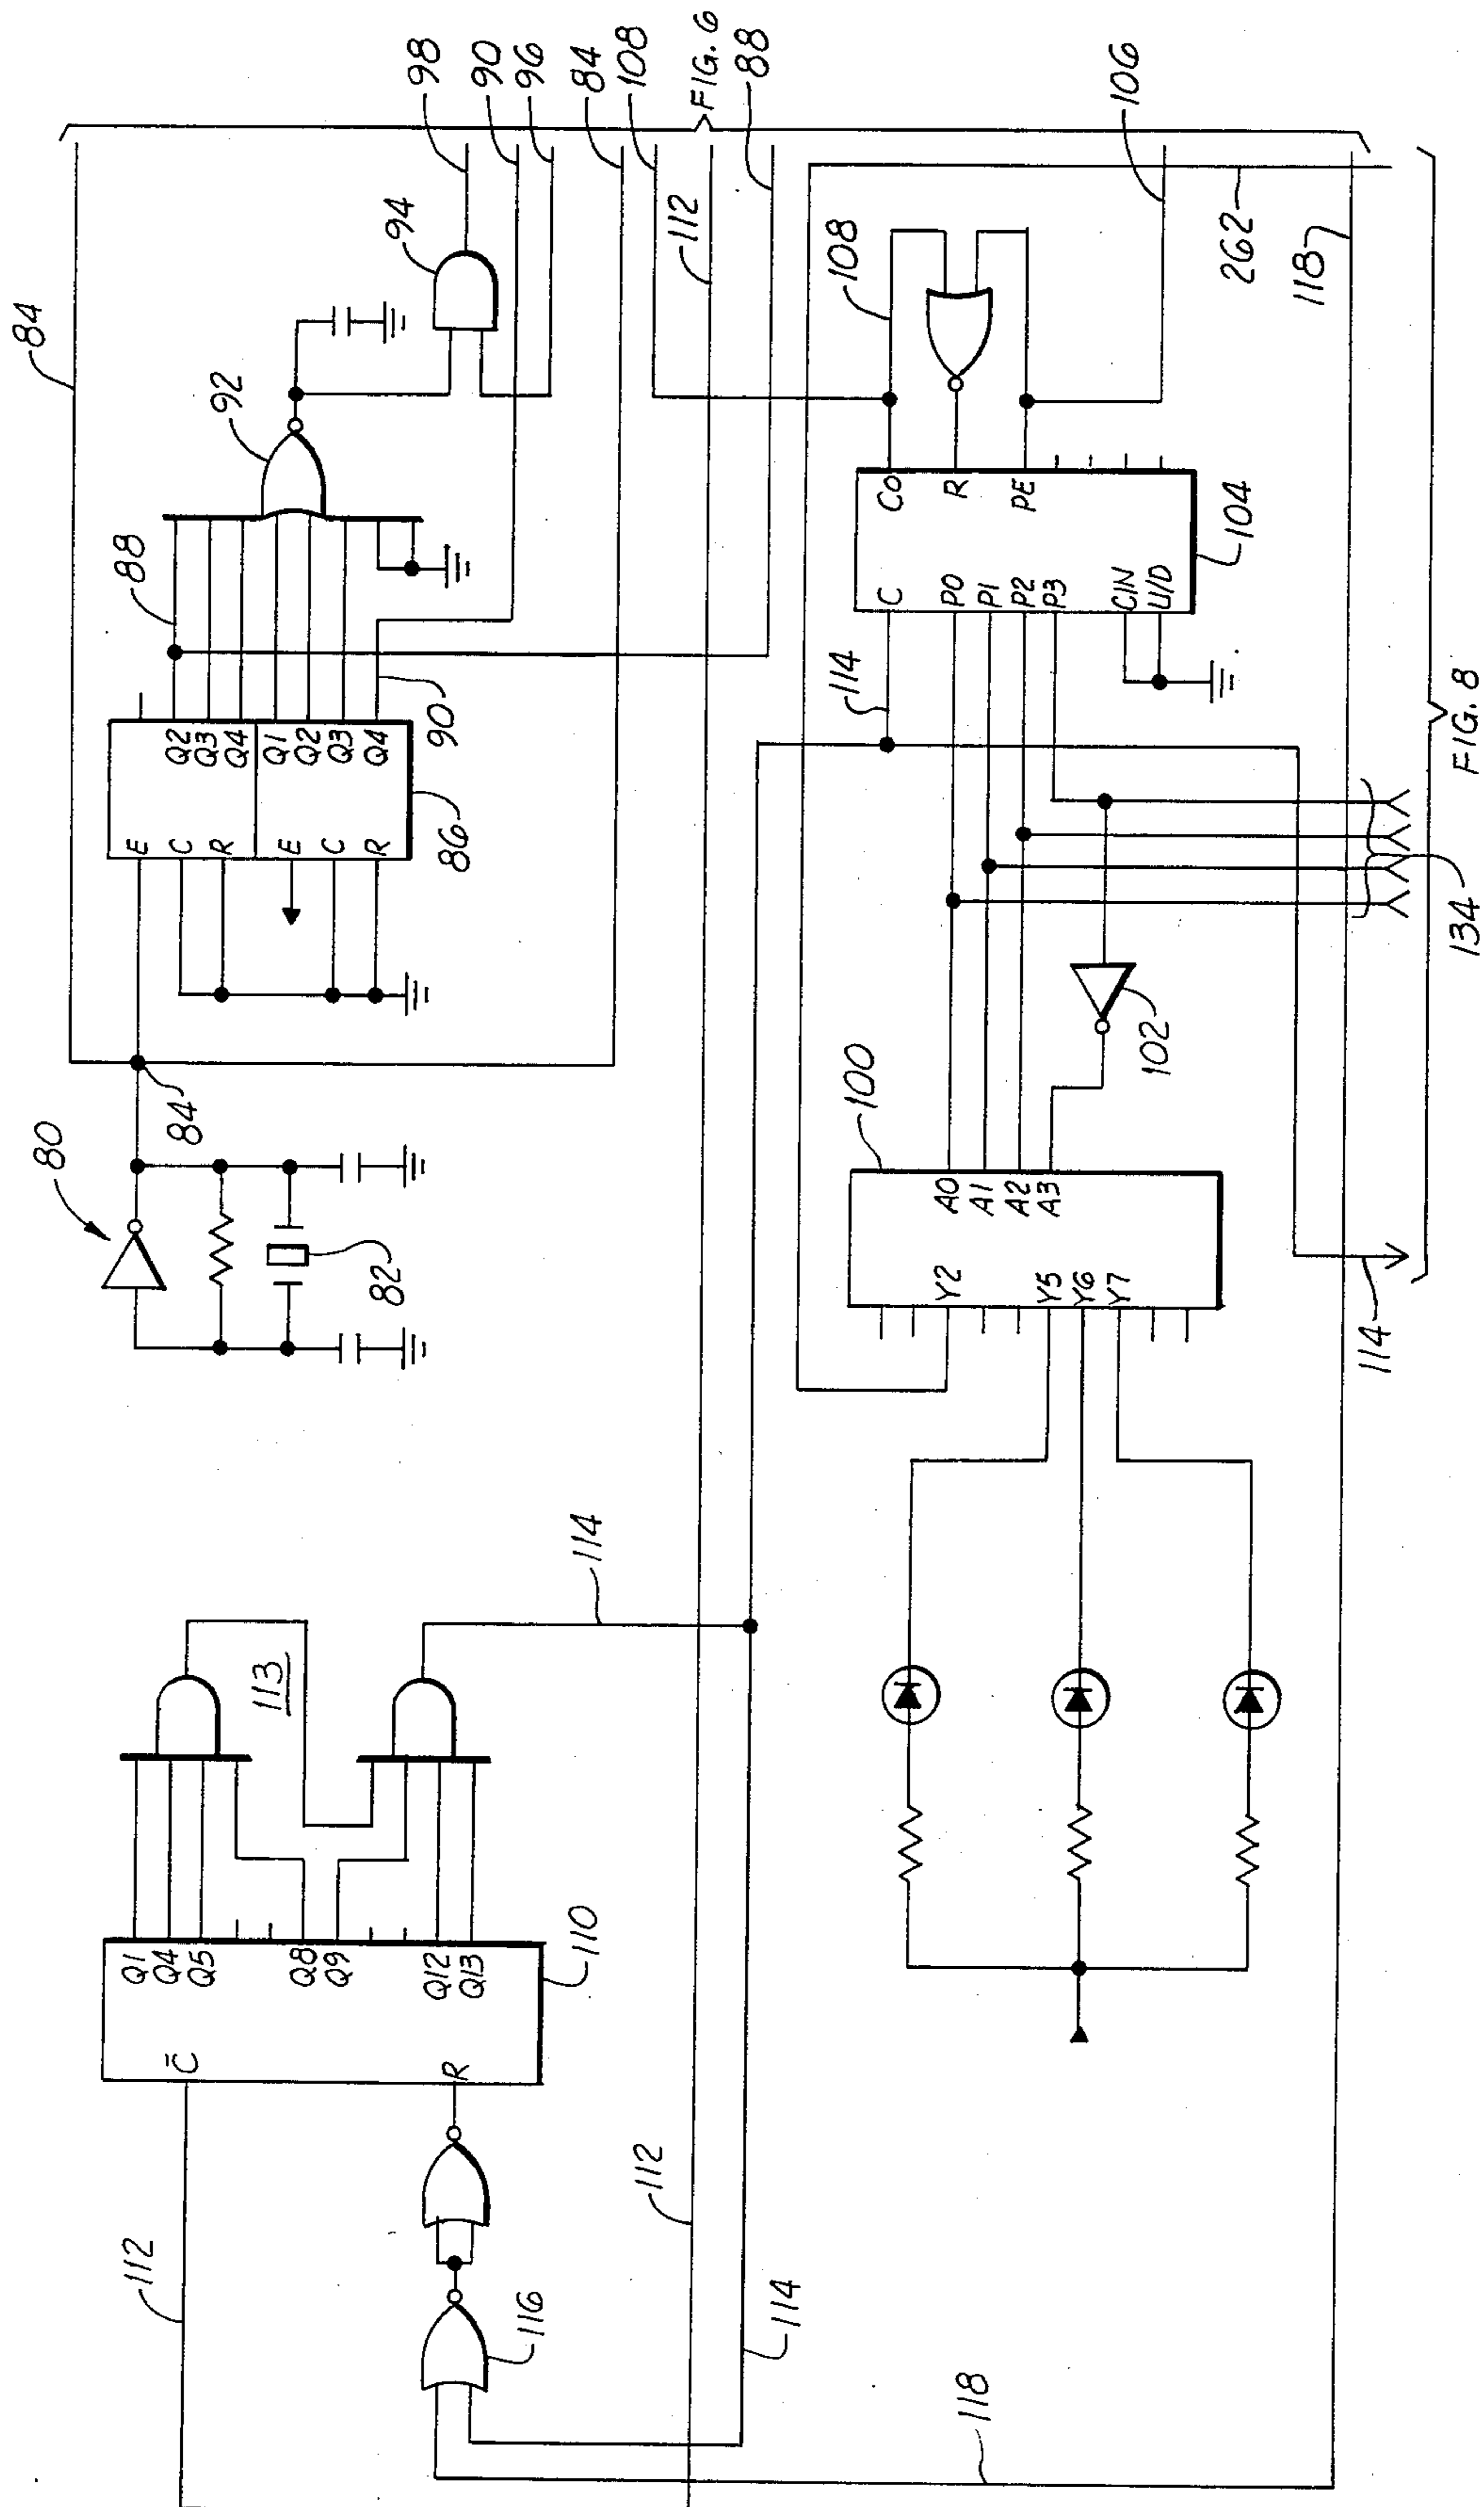 84
98
90
96
84
108
FIG. 6
88
112
106
94
92
88
108
262
118
Q2
Q3
Q4
Q1
Q2
Q3
Q4
E
C
R
E
C
R
90
86
CO
R
PE
C
P0
P1
P2
P3
CIN
U/D
104
114
FIG. 8
134
80
84
82
100
102
A0
A1
A2
A3
Y2
Y5
Y6
Y7
114
114
113
Q1
Q4
Q5
Q8
Q9
Q12
Q13
C̄
R
110
112
112
116
114
118